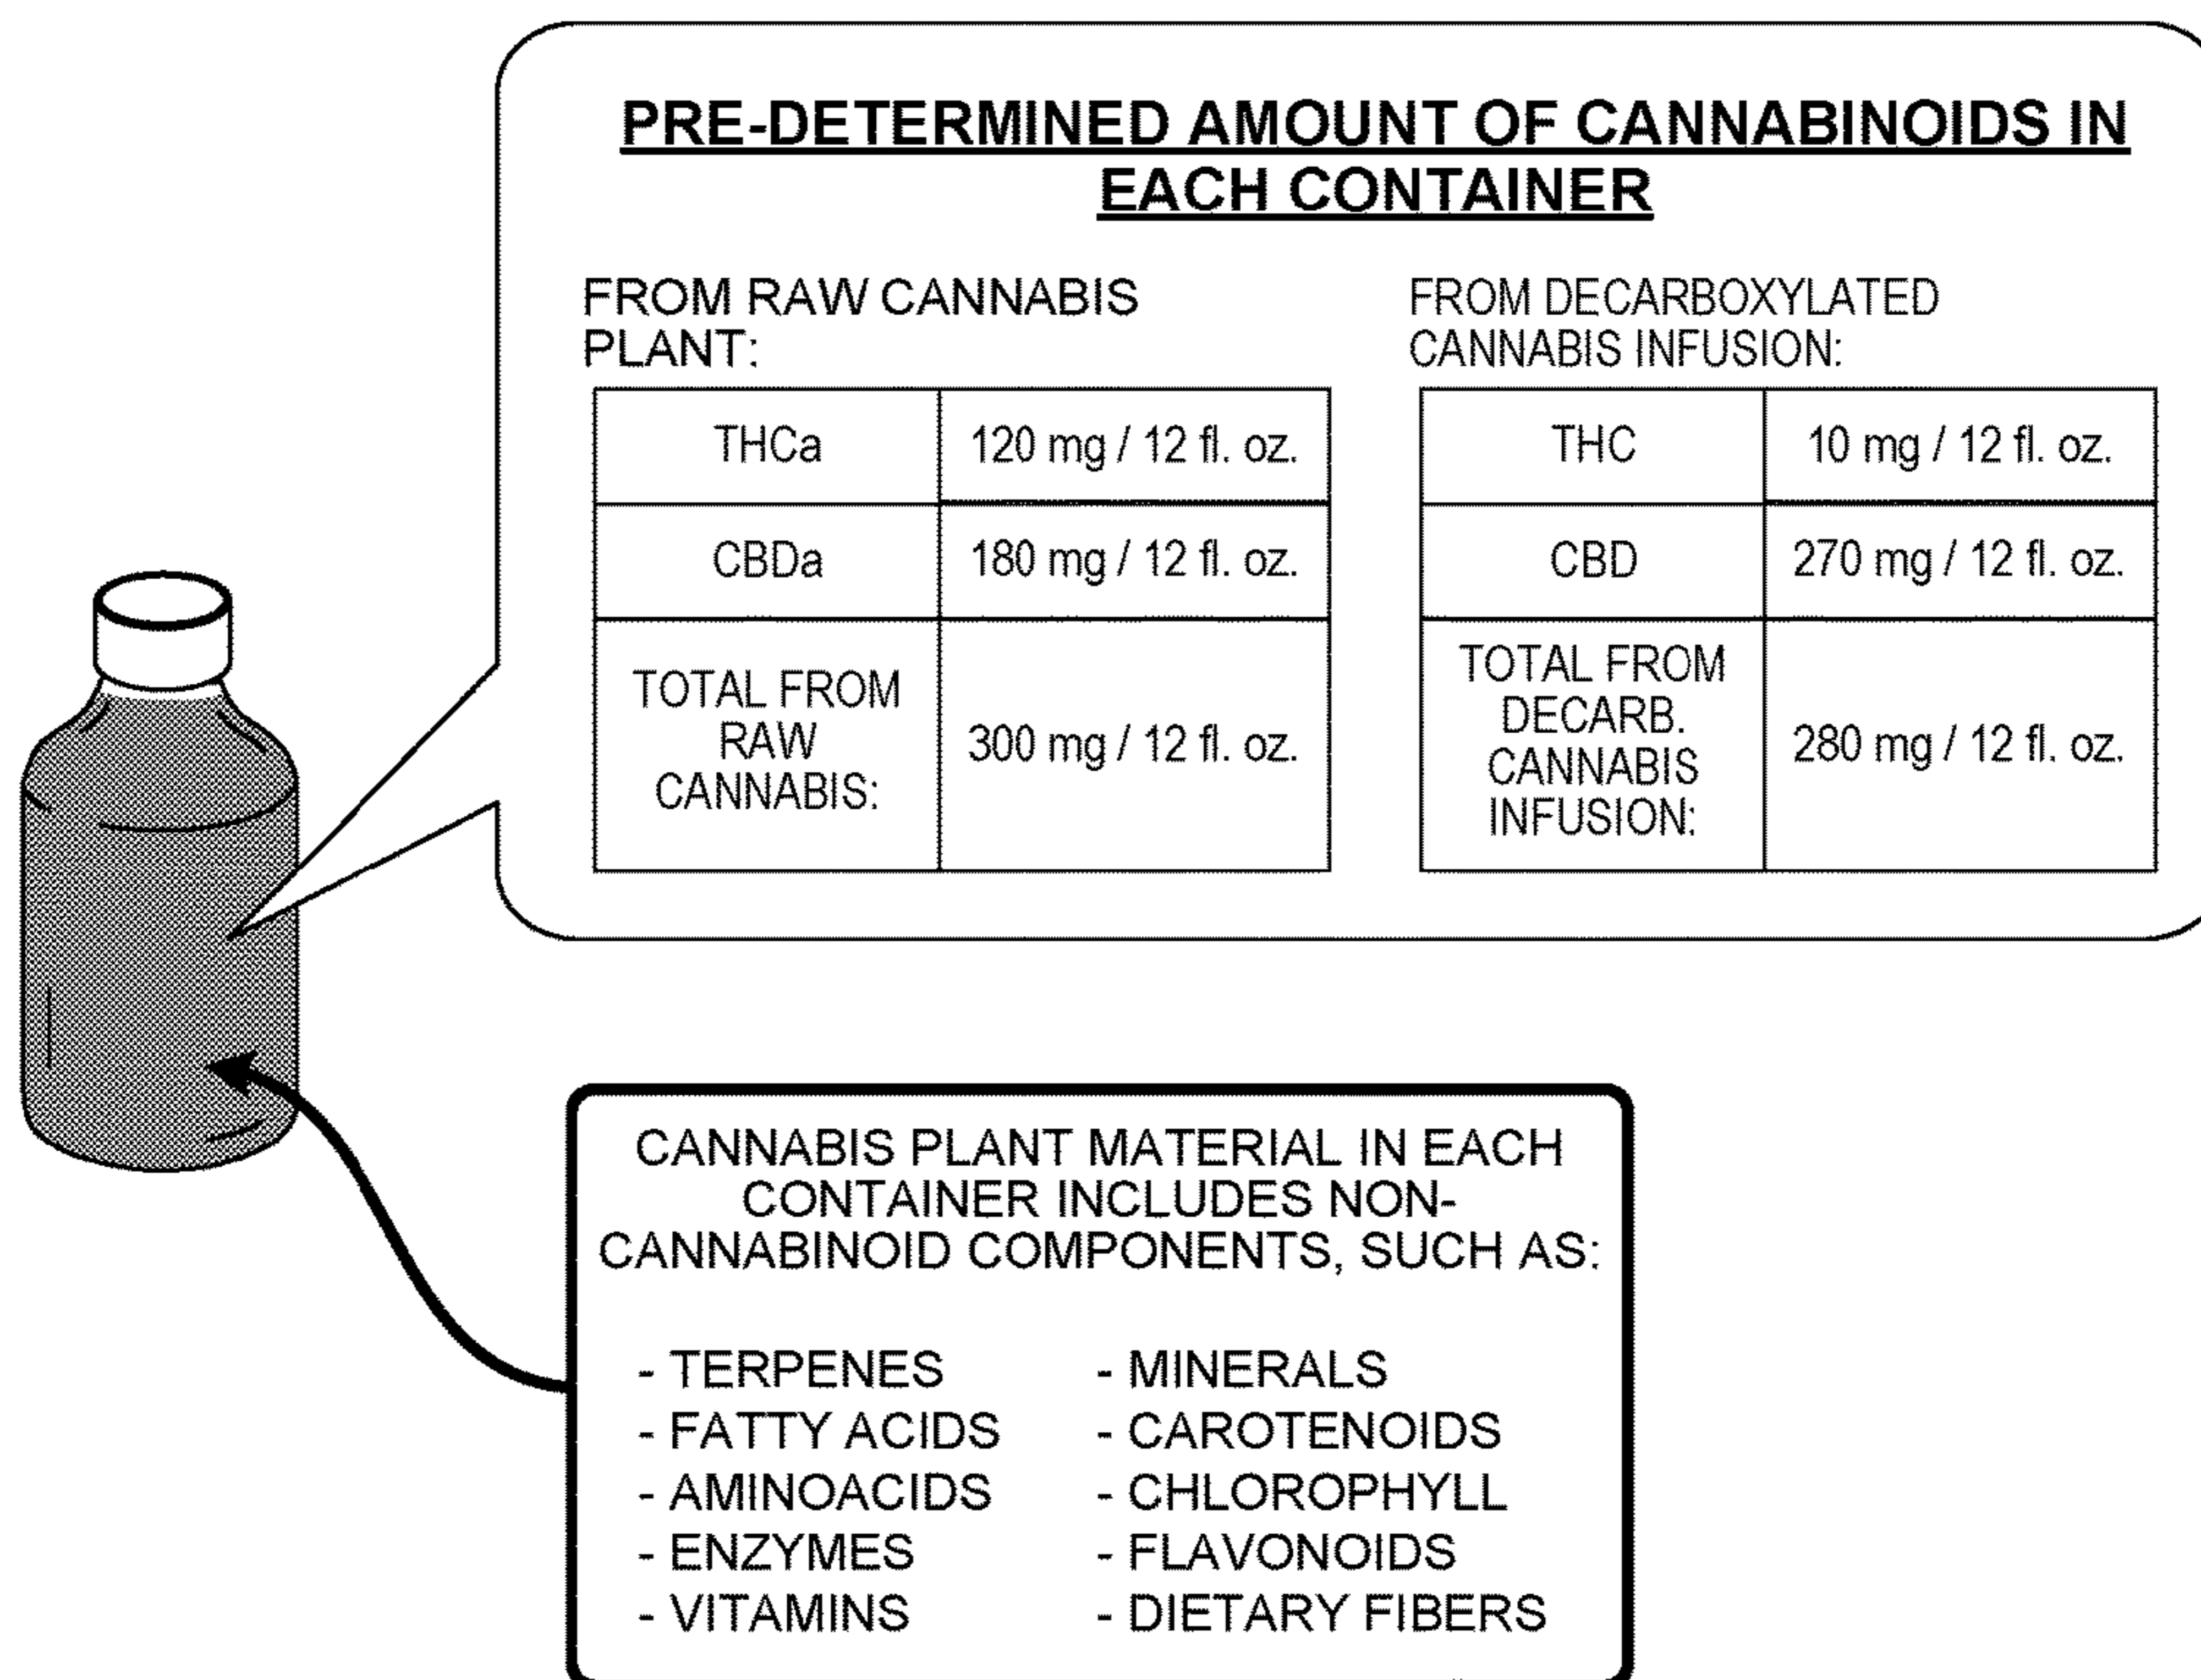 PRE-DETERMINED AMOUNT OF CANNABINOIDS IN
EACH CONTAINER
FROM RAW CANNABIS
PLANT:
THCa 120 mg / 12 fl. oz.
CBDa 180 mg / 12 fl. oz.
TOTAL FROM
RAW
CANNABIS:
300 mg / 12 fl. oz.
FROM DECARBOXYLATED
CANNABIS INFUSION:
THC 10 mg / 12 fl. oz.
CBD 270 mg / 12 fl. oz.
TOTAL FROM
DECARB.
CANNABIS
INFUSION:
280 mg / 12 fl. oz.
CANNABIS PLANT MATERIAL IN EACH
CONTAINER INCLUDES NON-
CANNABINOID COMPONENTS, SUCH AS:
- TERPENES
- FATTY ACIDS
- AMINOACIDS
- ENZYMES
- VITAMINS
- MINERALS
- CAROTENOIDS
- CHLOROPHYLL
- FLAVONOIDS
- DIETARY FIBERS